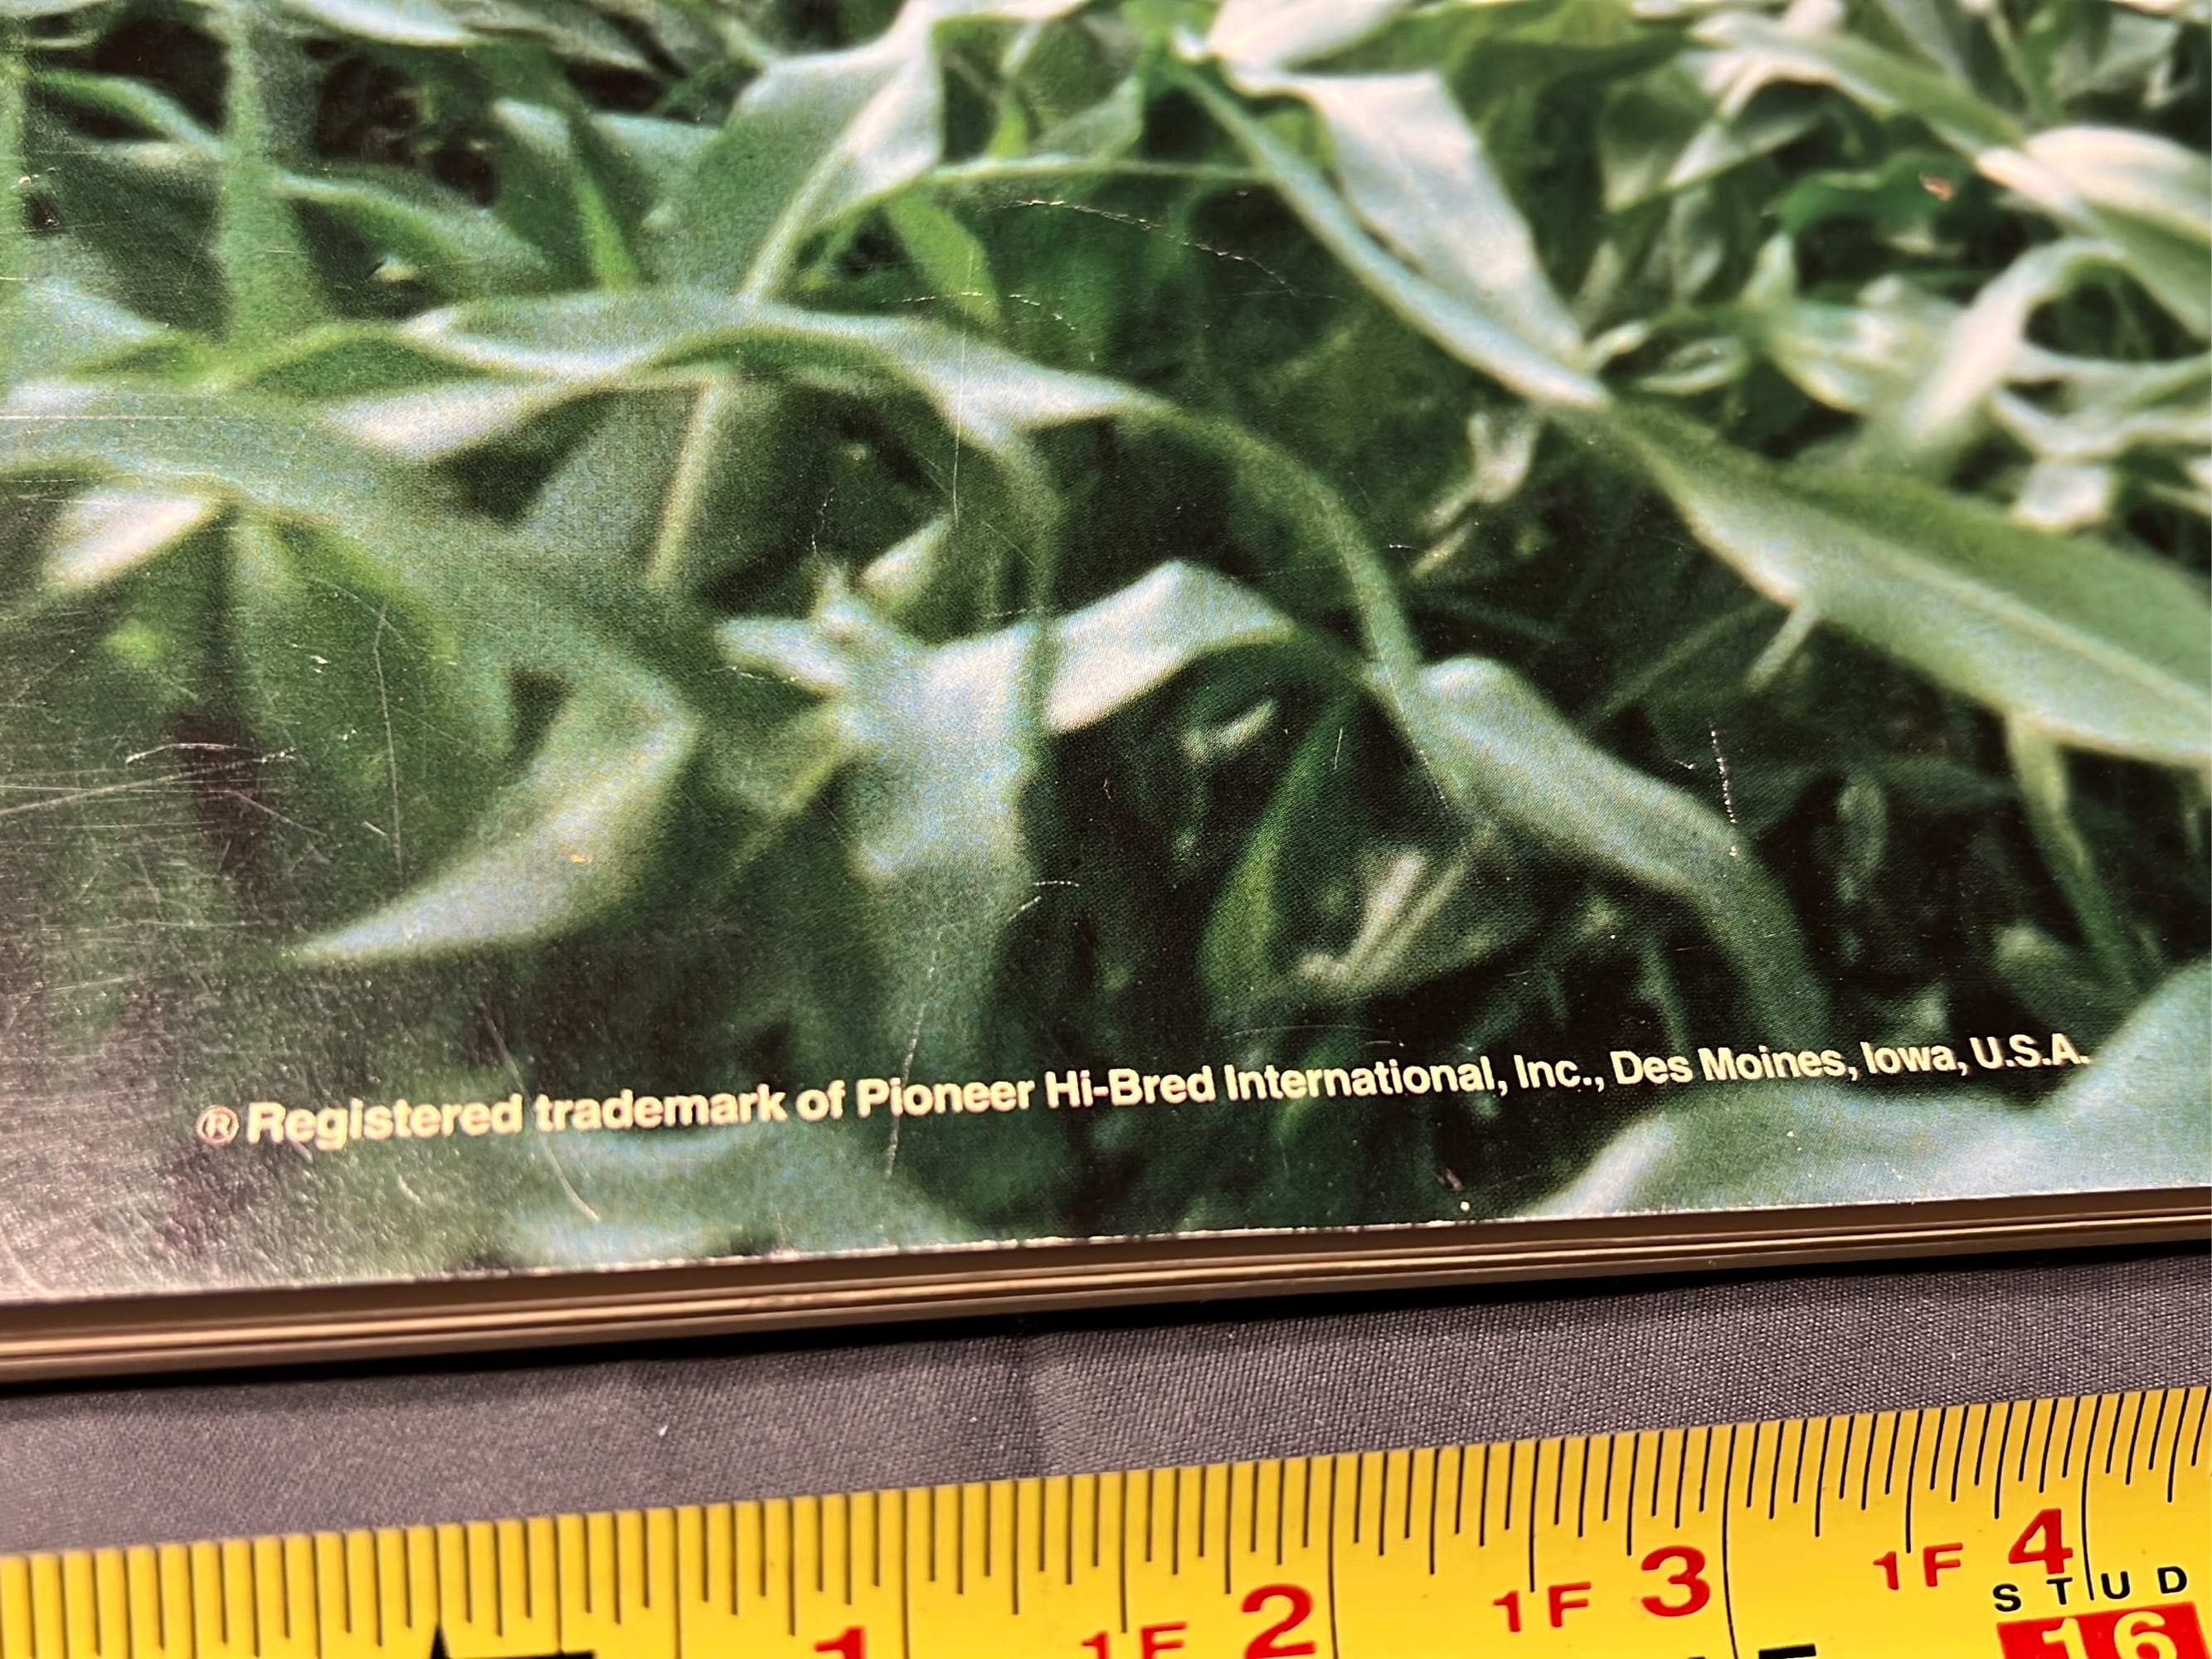 ® Registered trademark of Pioneer Hi-Bred International, Inc., Des Moines, Iowa, U.S.A.
1 1F 2 1F 3 1F 4
STUD
16